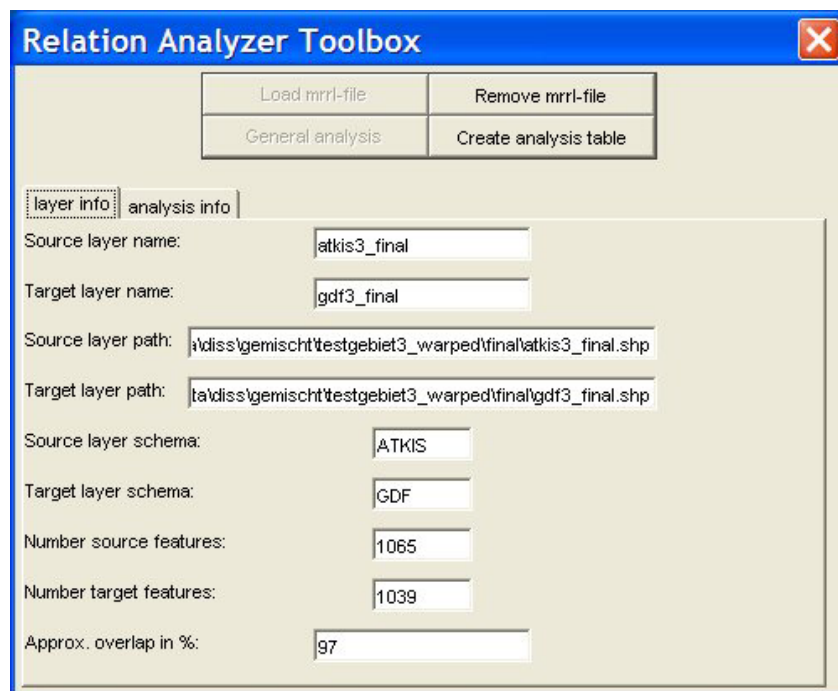 Relation Analyzer Toolbox
Load mrrl-file Remove mrrl-file
General analysis Create analysis table
layer info analysis info
Source layer name: atkis3_final
Target layer name: gdf3_final
Source layer path: a\diss\gemischt\testgebiet3_warped\final\atkis3_final.shp
Target layer path: ta\diss\gemischt\testgebiet3_warped\final\gdf3_final.shp
Source layer schema: ATKIS
Target layer schema: GDF
Number source features: 1065
Number target features: 1039
Approx. overlap in %: 97